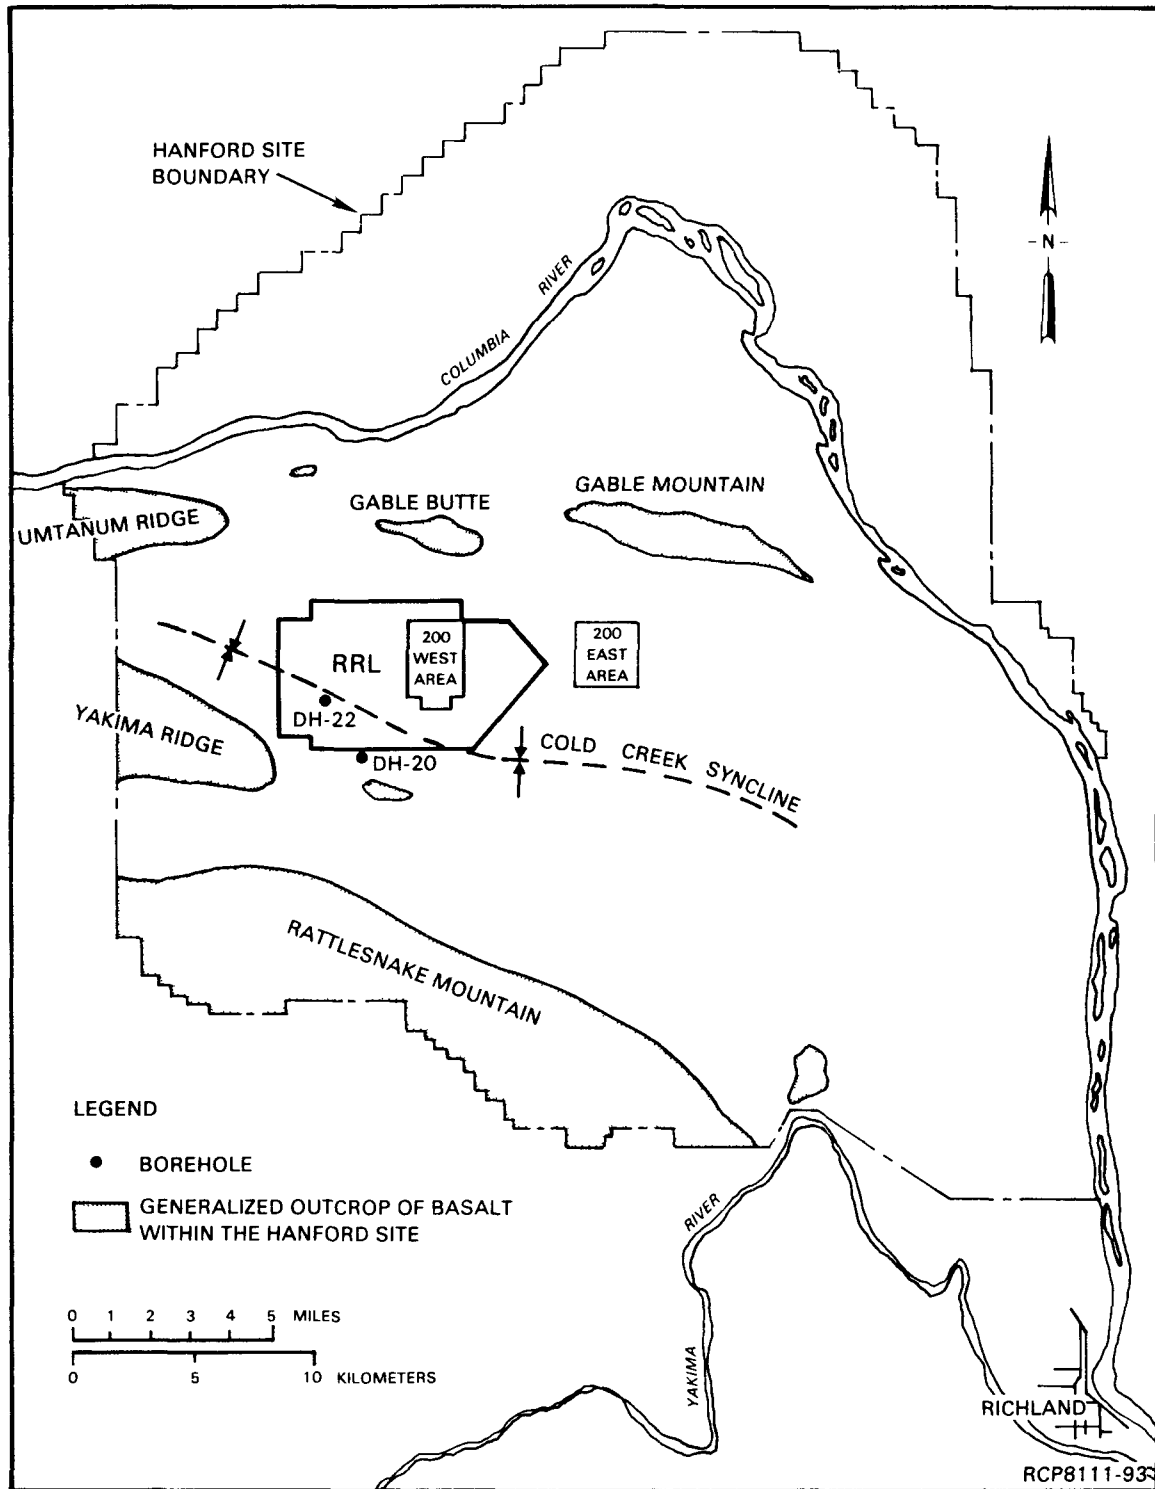 HANFORD SITE
BOUNDARY
N
COLUMBIA RIVER
UMTANUM RIDGE
GABLE BUTTE
GABLE MOUNTAIN
RRL
200
WEST
AREA
200
EAST
AREA
DH-22
YAKIMA RIDGE
DH-20
COLD CREEK SYNCLINE
RATTLESNAKE MOUNTAIN
LEGEND
BOREHOLE
GENERALIZED OUTCROP OF BASALT
WITHIN THE HANFORD SITE
0 1 2 3 4 5 MILES
0 5 10 KILOMETERS
YAKIMA RIVER
RICHLAND
RCP8111-93